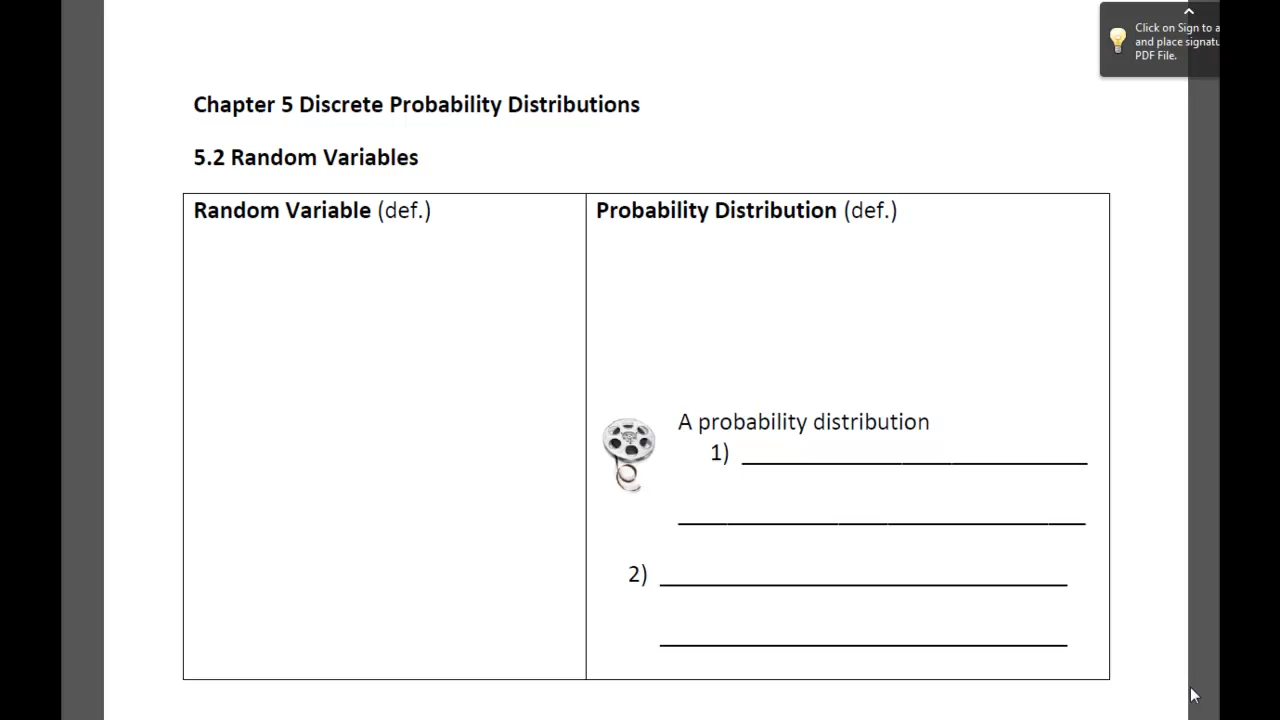 Click on Sign to a
and place signatu
PDF File.
Chapter 5 Discrete Probability Distributions
5.2 Random Variables
Random Variable (def.)
Probability Distribution (def.)
A probability distribution
1)
2)